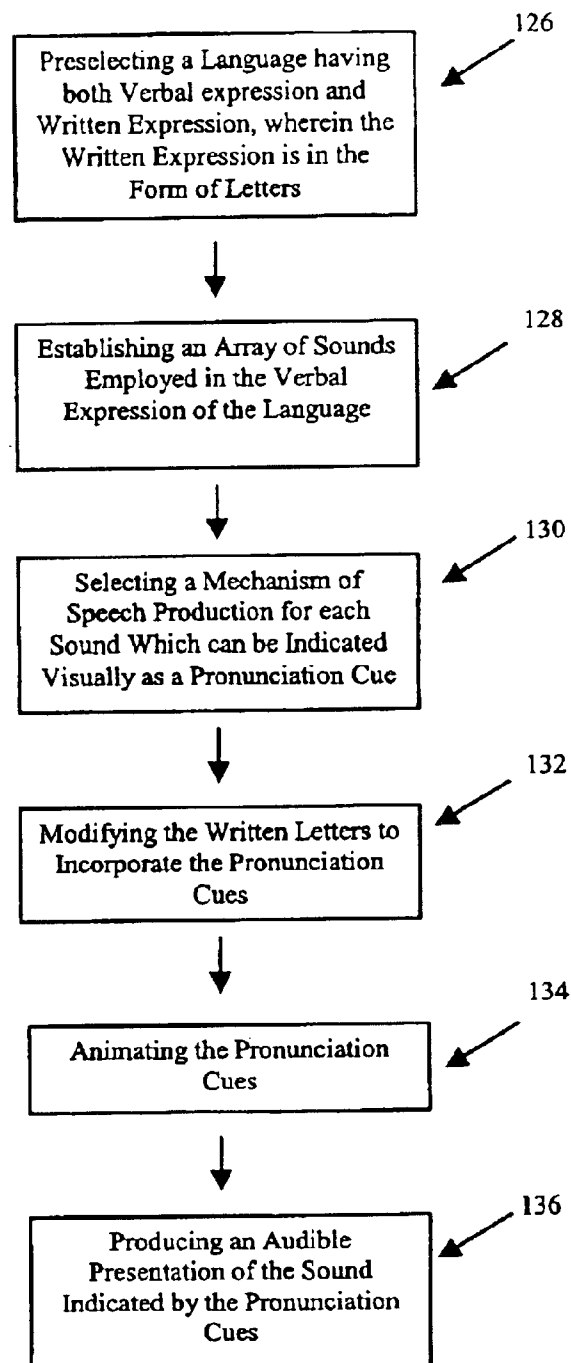 126
Preselecting a Language having
both Verbal expression and
Written Expression, wherein the
Written Expression is in the
Form of Letters
128
Establishing an Array of Sounds
Employed in the Verbal
Expression of the Language
130
Selecting a Mechanism of
Speech Production for each
Sound Which can be Indicated
Visually as a Pronunciation Cue
132
Modifying the Written Letters to
Incorporate the Pronunciation
Cues
134
Animating the Pronunciation
Cues
136
Producing an Audible
Presentation of the Sound
Indicated by the Pronunciation
Cues